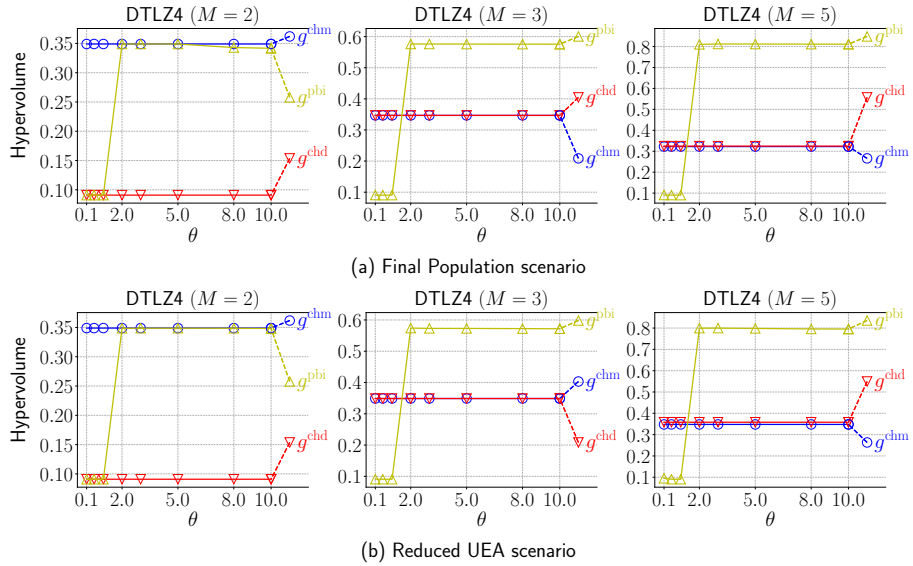 DTLZ4 (M = 2)
DTLZ4 (M = 3)
DTLZ4 (M = 5)
Hypervolume
0.35
0.30
0.25
0.20
0.15
0.10
0.1 2.0 5.0 8.0 10.0
θ
g^chm
g^pbi
g^chd
0.6
0.5
0.4
0.3
0.2
0.1
0.1 2.0 5.0 8.0 10.0
θ
g^pbi
g^chd
g^chm
0.8
0.7
0.6
0.5
0.4
0.3
0.2
0.1
0.1 2.0 5.0 8.0 10.0
θ
g^pbi
g^chd
g^chm
(a) Final Population scenario
DTLZ4 (M = 2)
DTLZ4 (M = 3)
DTLZ4 (M = 5)
Hypervolume
0.35
0.30
0.25
0.20
0.15
0.10
0.1 2.0 5.0 8.0 10.0
θ
g^chm
g^pbi
g^chd
0.6
0.5
0.4
0.3
0.2
0.1
0.1 2.0 5.0 8.0 10.0
θ
g^pbi
g^chm
g^chd
0.8
0.7
0.6
0.5
0.4
0.3
0.2
0.1
0.1 2.0 5.0 8.0 10.0
θ
g^pbi
g^chd
g^chm
(b) Reduced UEA scenario